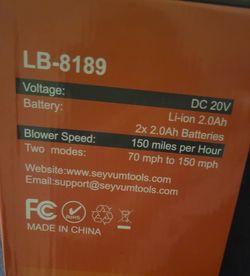 LB-8189
Voltage: DC 20V
Battery: Li-ion 2.0Ah
2x 2.0Ah Batteries
Blower Speed: 150 miles per Hour
Two modes: 70 mph to 150 mph
Website:www.seyvumtools.com
Email:support@seyvumtools.com
FC RoHS
MADE IN CHINA